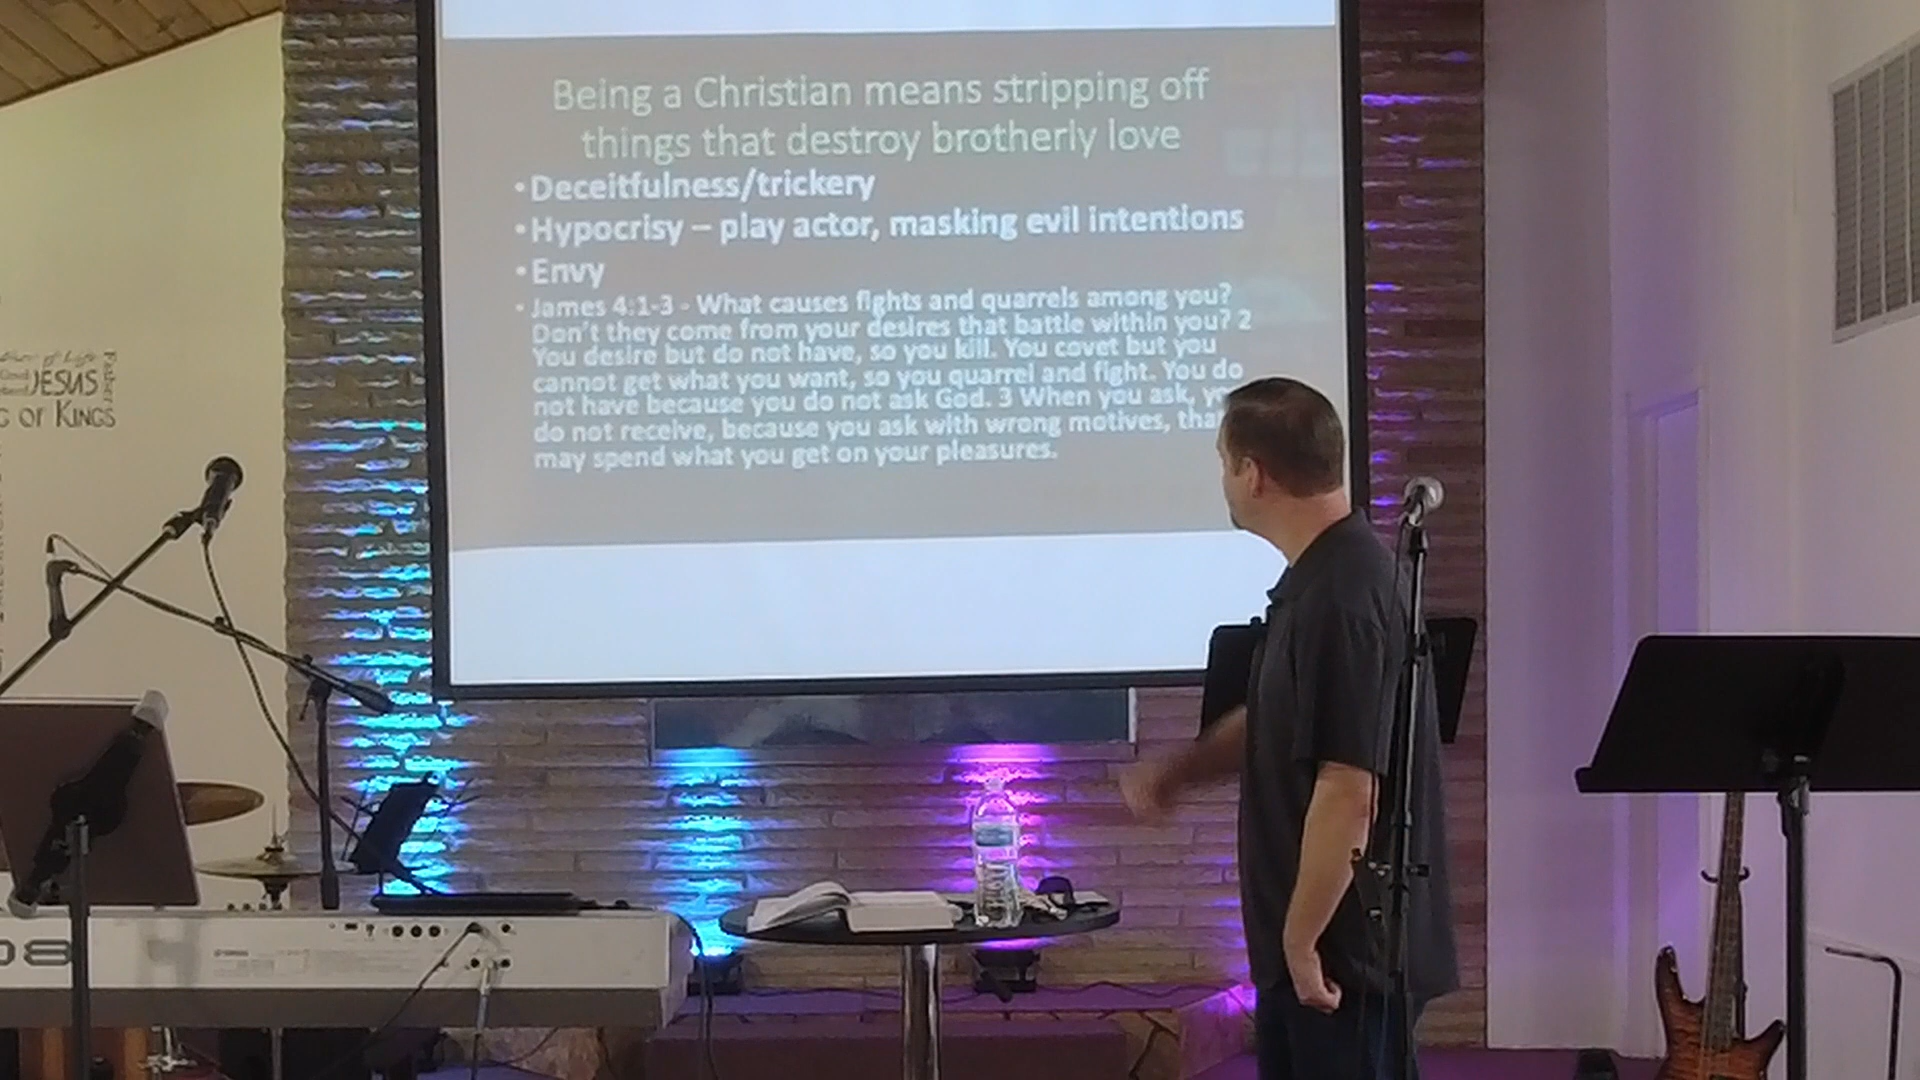 Being a Christian means stripping off
things that destroy brotherly love
• Deceitfulness/trickery
• Hypocrisy – play actor, masking evil intentions
• Envy
• James 4:1-3 - What causes fights and quarrels among you?
Don't they come from your desires that battle within you? 2
You desire but do not have, so you kill. You covet but you
cannot get what you want, so you quarrel and fight. You do
not have because you do not ask God. 3 When you ask,
do not receive, because you ask with wrong motives,
may spend what you get on your pleasures.
JESUS
Father
OF KINGS
08